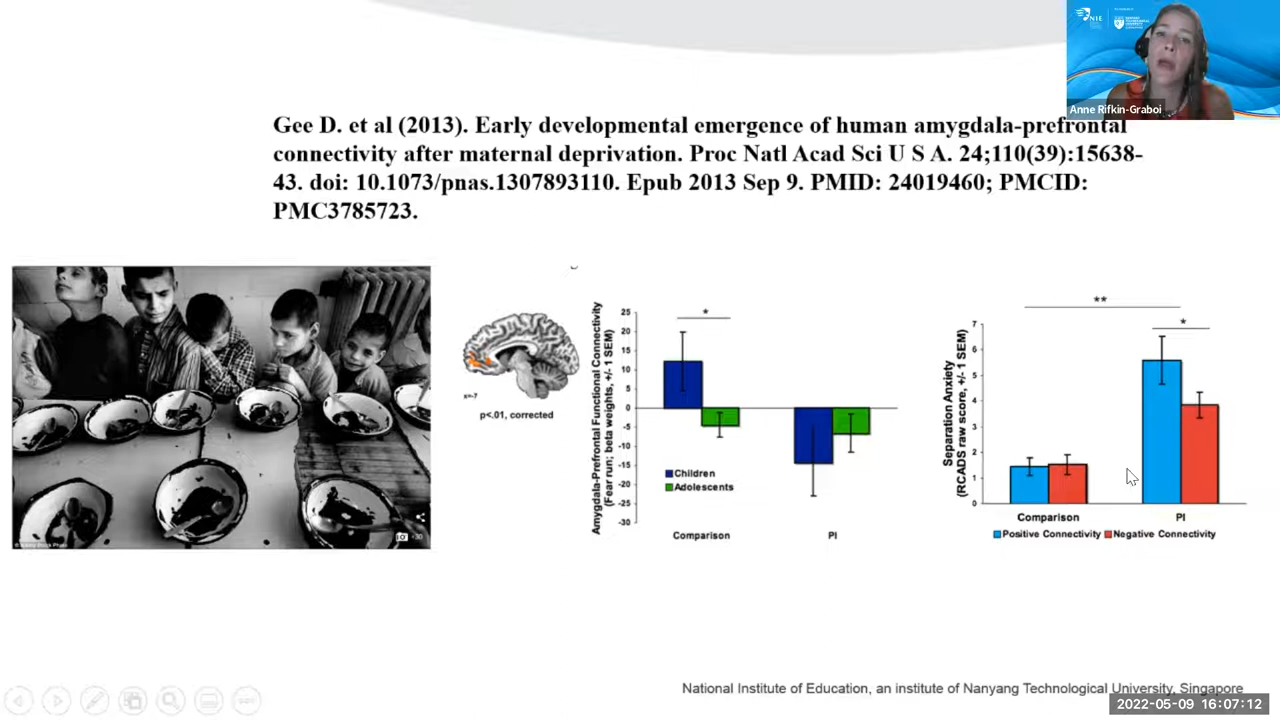 NIE
Anne Rifkin-Graboi
Gee D. et al (2013). Early developmental emergence of human amygdala-prefrontal
connectivity after maternal deprivation. Proc Natl Acad Sci U S A. 24;110(39):15638-
43. doi: 10.1073/pnas.1307893110. Epub 2013 Sep 9. PMID: 24019460; PMCID:
PMC3785723.
p<.01, corrected
Amygdala-Prefrontal Functional Connectivity
(Fear run; beta weights, +/- 1 SEM)
25
20
15
10
5
0
-5
-10
-15
-20
-25
-30
*
Children
Adolescents
Comparison
PI
Separation Anxiety
(RCADS raw score, +/- 1 SEM)
7
6
5
4
3
2
1
0
**
*
Comparison
PI
Positive Connectivity
Negative Connectivity
National Institute of Education, an institute of Nanyang Technological University, Singapore
2022-05-09 16:07:12